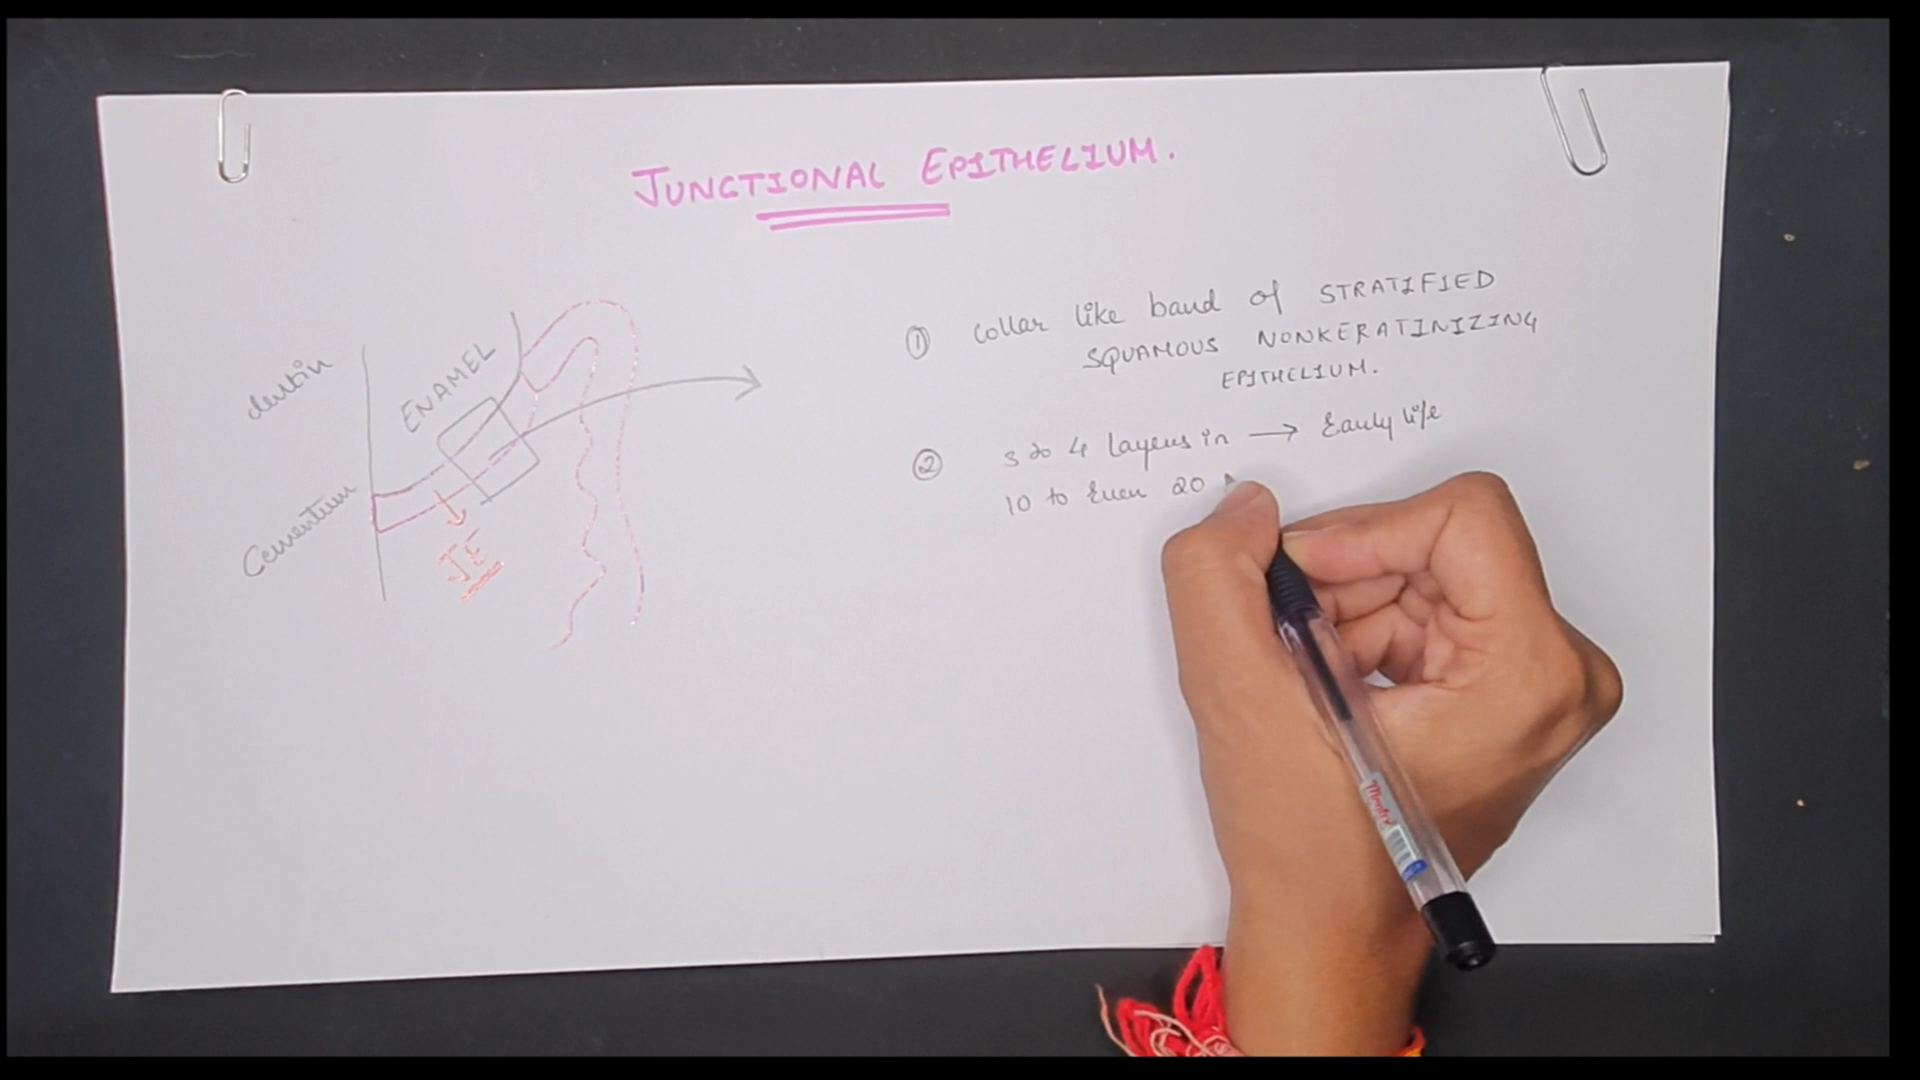 JUNCTIONAL EPITHELIUM.
dentin
ENAMEL
Cementum
JE
① Collar like band of STRATIFIED
SQUAMOUS NONKERATINIZING
EPITHELIUM.
② 3 to 4 layers in → Early life
10 to Even 20
Montex